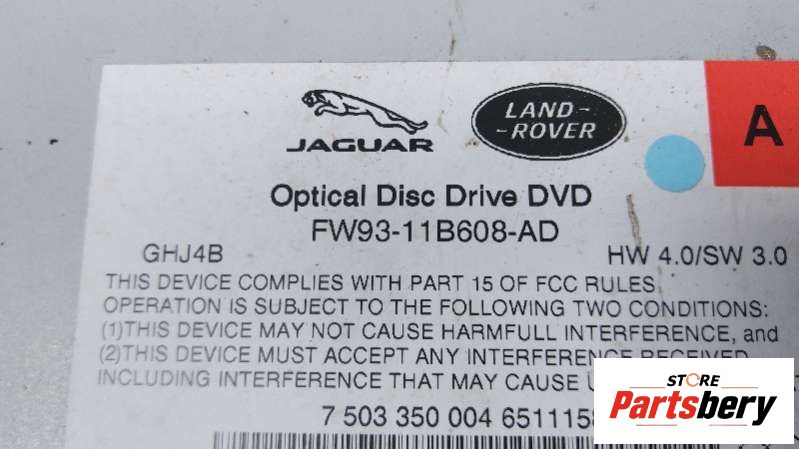 JAGUAR
LAND-
-ROVER
A
Optical Disc Drive DVD
FW93-11B608-AD
GHJ4B
HW 4.0/SW 3.0
THIS DEVICE COMPLIES WITH PART 15 OF FCC RULES.
OPERATION IS SUBJECT TO THE FOLLOWING TWO CONDITIONS:
(1)THIS DEVICE MAY NOT CAUSE HARMFULL INTERFERENCE, and
(2)THIS DEVICE MUST ACCEPT ANY INTERFERENCE RECEIVED
INCLUDING INTERFERENCE THAT MAY CAUSE
7 503 350 004 6511158
STORE
Partsbery